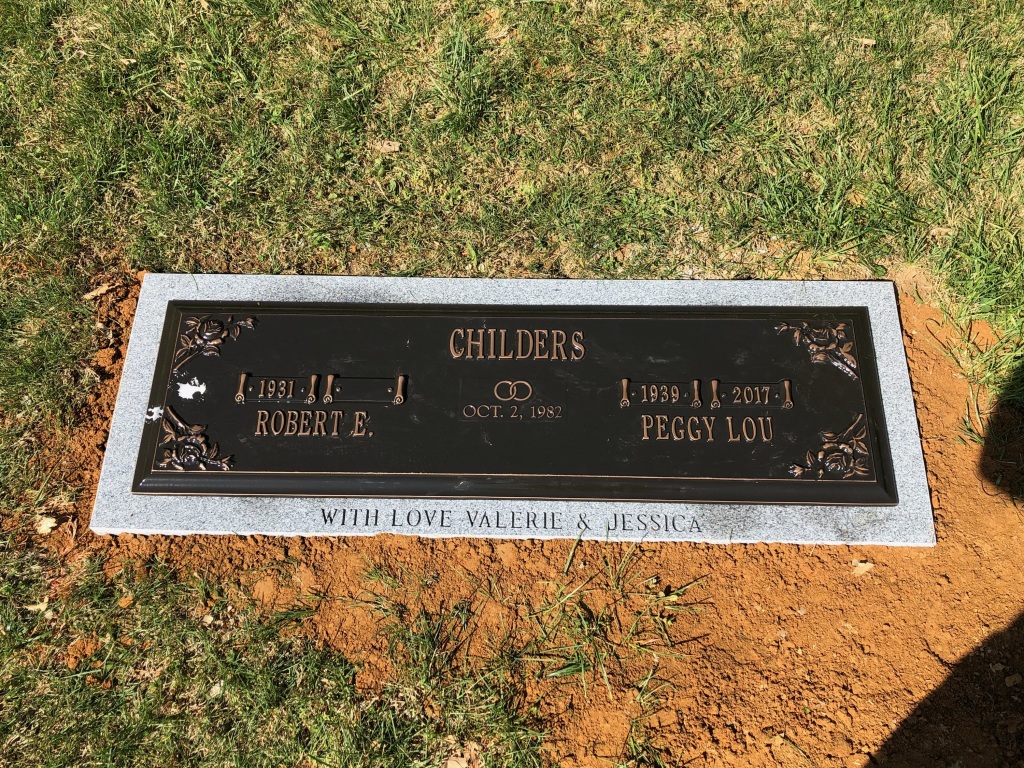 CHILDERS
1931
ROBERT E.
OCT. 2, 1982
1939 2017
PEGGY LOU
WITH LOVE VALERIE & JESSICA